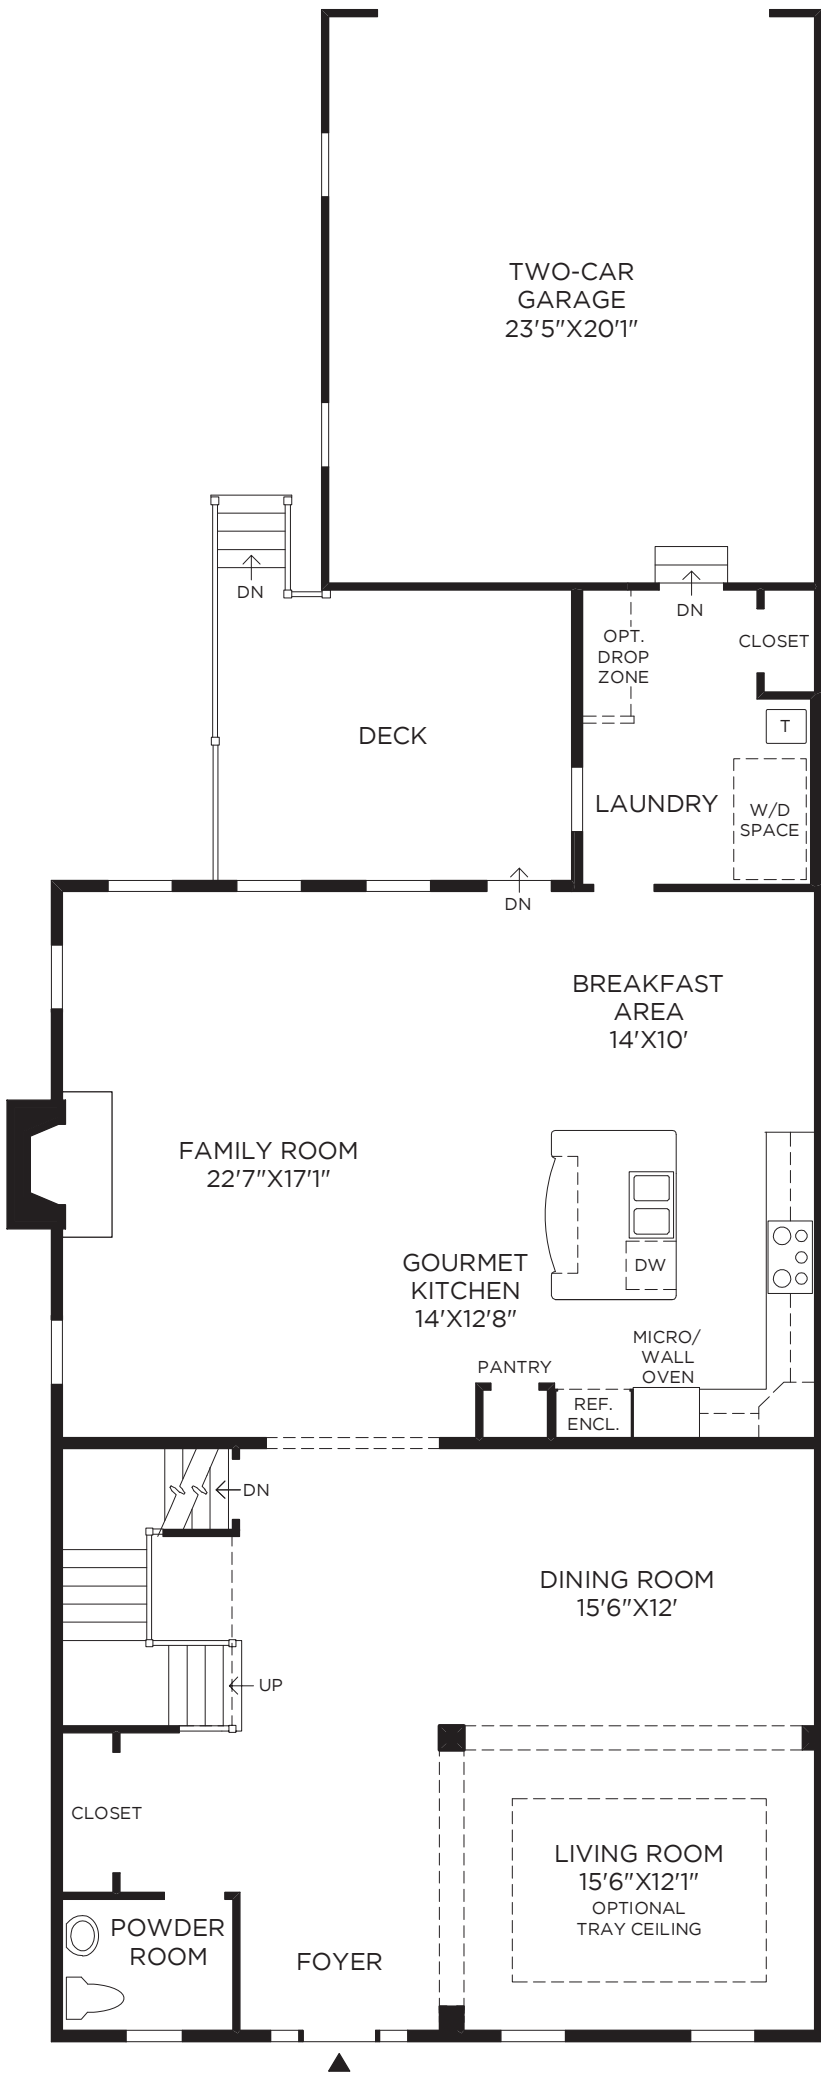 TWO-CAR
GARAGE
23'5"X20'1"
DN
DN
OPT.
DROP
ZONE
CLOSET
T
DECK
LAUNDRY
W/D
SPACE
DN
BREAKFAST
AREA
14'X10'
FAMILY ROOM
22'7"X17'1"
GOURMET
KITCHEN
14'X12'8"
DW
MICRO/
WALL
OVEN
PANTRY
REF.
ENCL.
DN
DINING ROOM
15'6"X12'
UP
CLOSET
LIVING ROOM
15'6"X12'1"
OPTIONAL
TRAY CEILING
POWDER
ROOM
FOYER